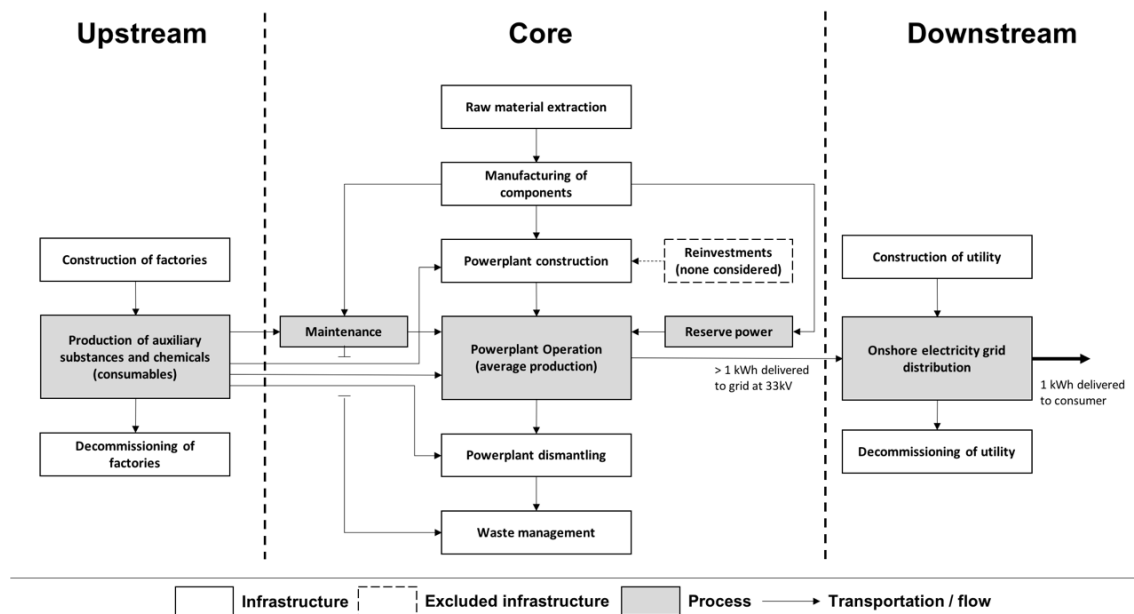 Upstream
Core
Downstream
Raw material extraction
Manufacturing of
components
Construction of factories
Powerplant construction
Reinvestments
(none considered)
Construction of utility
Production of auxiliary
substances and chemicals
(consumables)
Maintenance
Powerplant Operation
(average production)
Reserve power
> 1 kWh delivered
to grid at 33kV
Onshore electricity grid
distribution
1 kWh delivered
to consumer
Decommissioning of
factories
Powerplant dismantling
Decommissioning of utility
Waste management
Infrastructure
Excluded infrastructure
Process
Transportation / flow